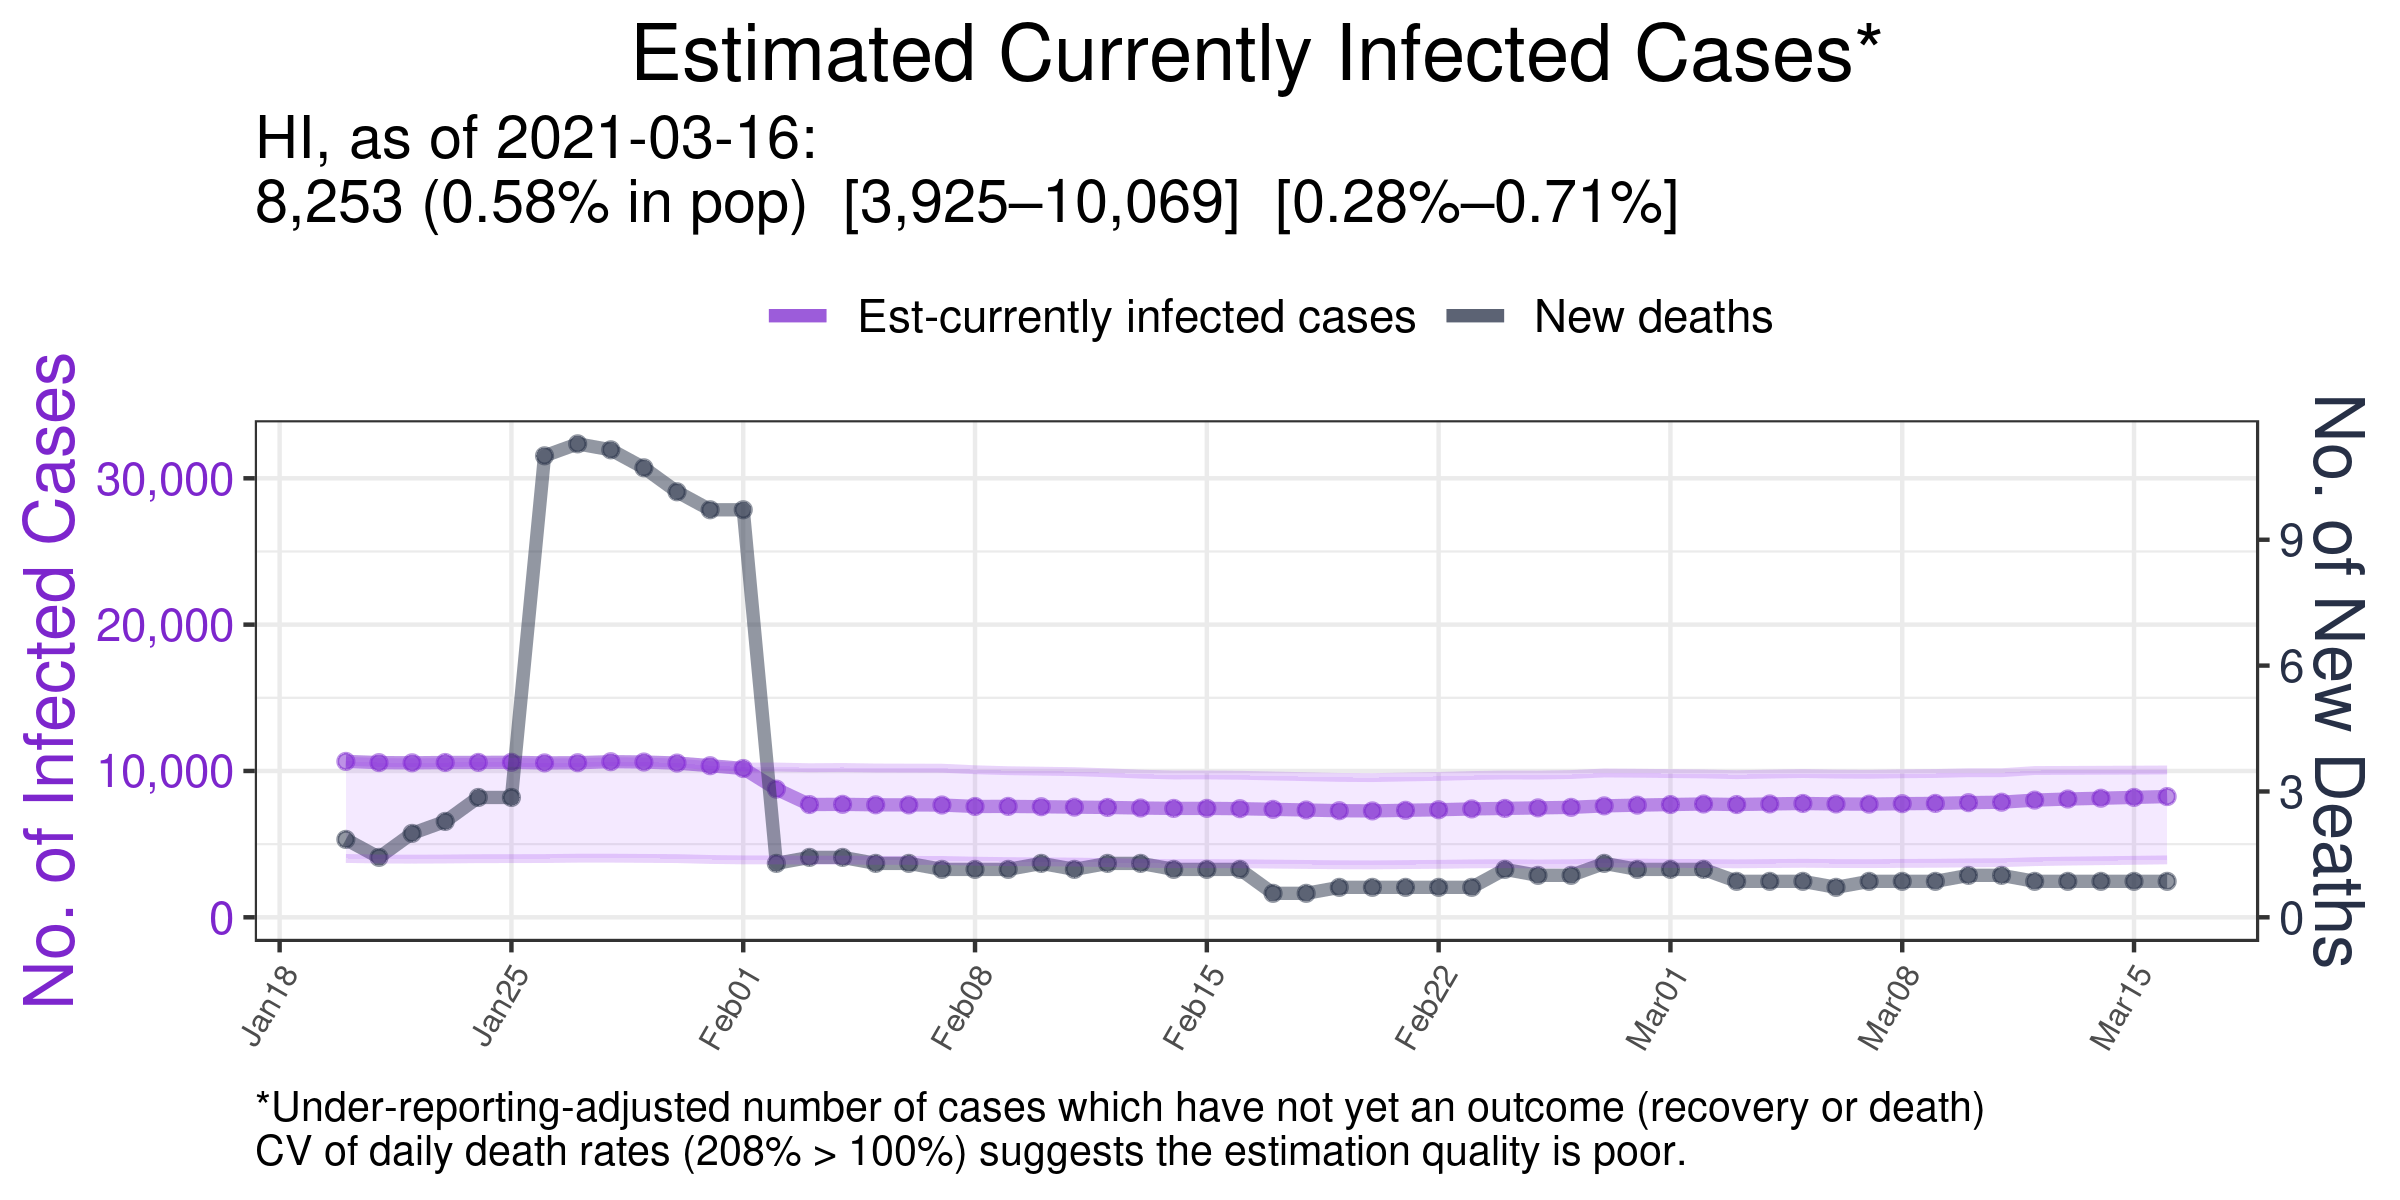 Estimated Currently Infected Cases*
HI, as of 2021-03-16:
8,253 (0.58% in pop)  [3,925–10,069]  [0.28%–0.71%]
Est-currently infected cases
New deaths
No. of Infected Cases
30,000
20,000
10,000
0
No. of New Deaths
9
6
3
0
Jan18
Jan25
Feb01
Feb08
Feb15
Feb22
Mar01
Mar08
Mar15
*Under-reporting-adjusted number of cases which have not yet an outcome (recovery or death)
CV of daily death rates (208% > 100%) suggests the estimation quality is poor.